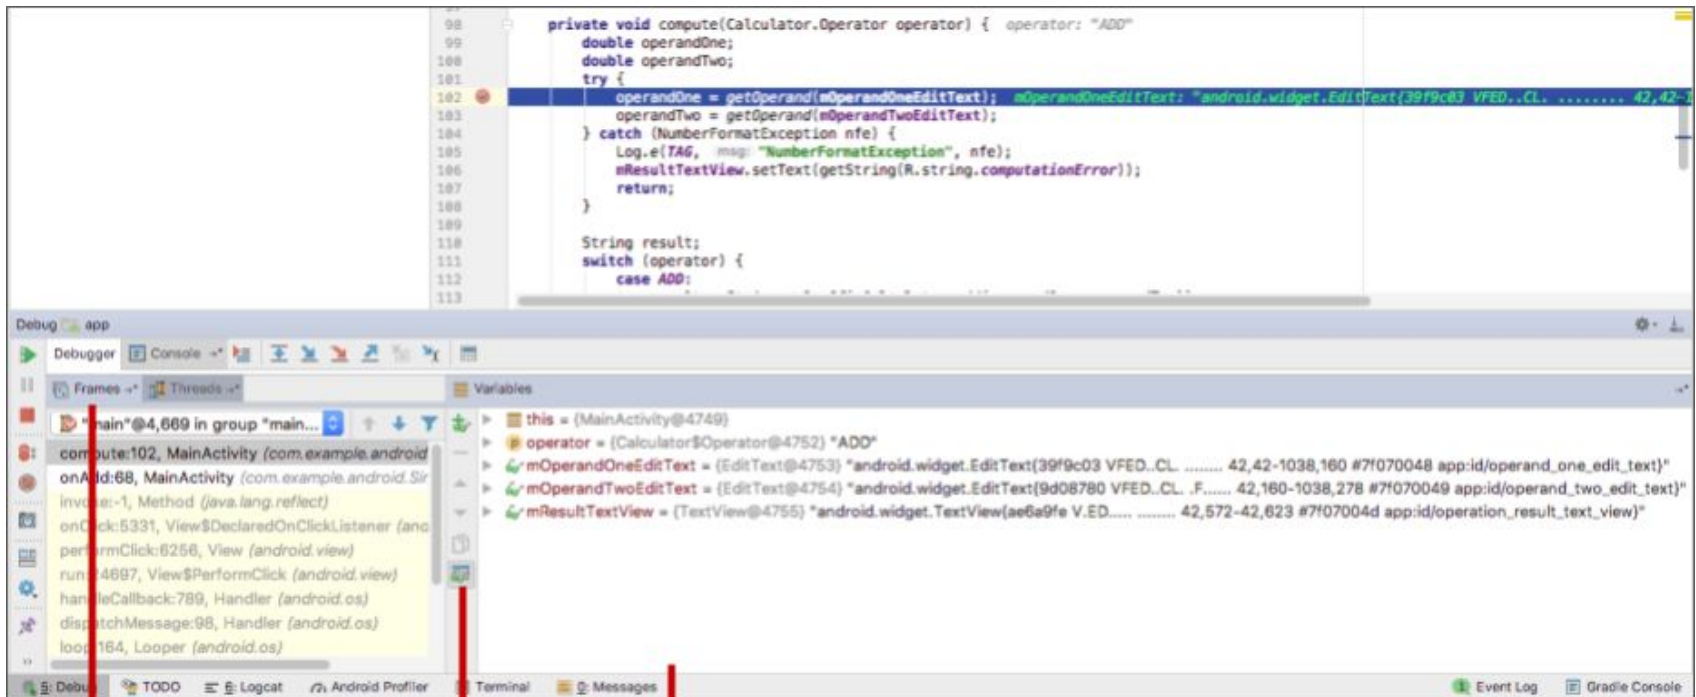 98 private void compute(Calculator.Operator operator) { operator: "ADD"
99 double operandOne;
100 double operandTwo;
101 try {
102 operandOne = getOperand(mOperandOneEditText); mOperandOneEditText: "android.widget.EditText{39f9c03 VFED..CL. ........ 42,42-1
103 operandTwo = getOperand(mOperandTwoEditText);
104 } catch (NumberFormatException nfe) {
105 Log.e(TAG, msg: "NumberFormatException", nfe);
106 mResultTextView.setText(getString(R.string.computationError));
107 return;
108 }
109
110 String result;
111 switch (operator) {
112 case ADD:
113
Debug app
Debugger Console
Frames Threads Variables
"main"@4,669 in group "main...
compute:102, MainActivity (com.example.android
onAdd:68, MainActivity (com.example.android.Sir
invoke:-1, Method (java.lang.reflect)
onClick:5331, View$DeclaredOnClickListener (anc
performClick:6256, View (android.view)
run:24697, View$PerformClick (android.view)
handleCallback:789, Handler (android.os)
dispatchMessage:98, Handler (android.os)
loop:164, Looper (android.os)
this = {MainActivity@4749}
operator = {Calculator$Operator@4752} "ADD"
mOperandOneEditText = {EditText@4753} "android.widget.EditText{39f9c03 VFED..CL. ........ 42,42-1038,160 #7f070048 app:id/operand_one_edit_text}"
mOperandTwoEditText = {EditText@4754} "android.widget.EditText{9d08780 VFED..CL. .F...... 42,160-1038,278 #7f070049 app:id/operand_two_edit_text}"
mResultTextView = {TextView@4755} "android.widget.TextView{ae6a9fe V.ED..... ........ 42,572-42,623 #7f07004d app:id/operation_result_text_view}"
5: Debug TODO 6: Logcat Android Profiler Terminal 0: Messages 1 Event Log Gradle Console